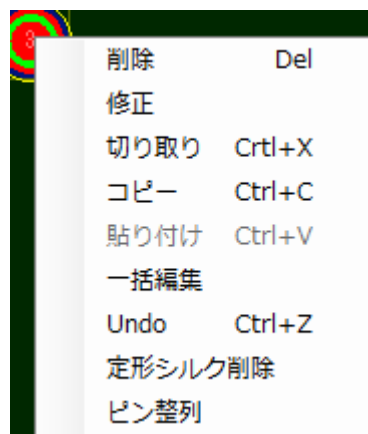 3
削除 Del
修正
切り取り Crtl+X
コピー Ctrl+C
貼り付け Ctrl+V
一括編集
Undo Ctrl+Z
定形シルク削除
ピン整列